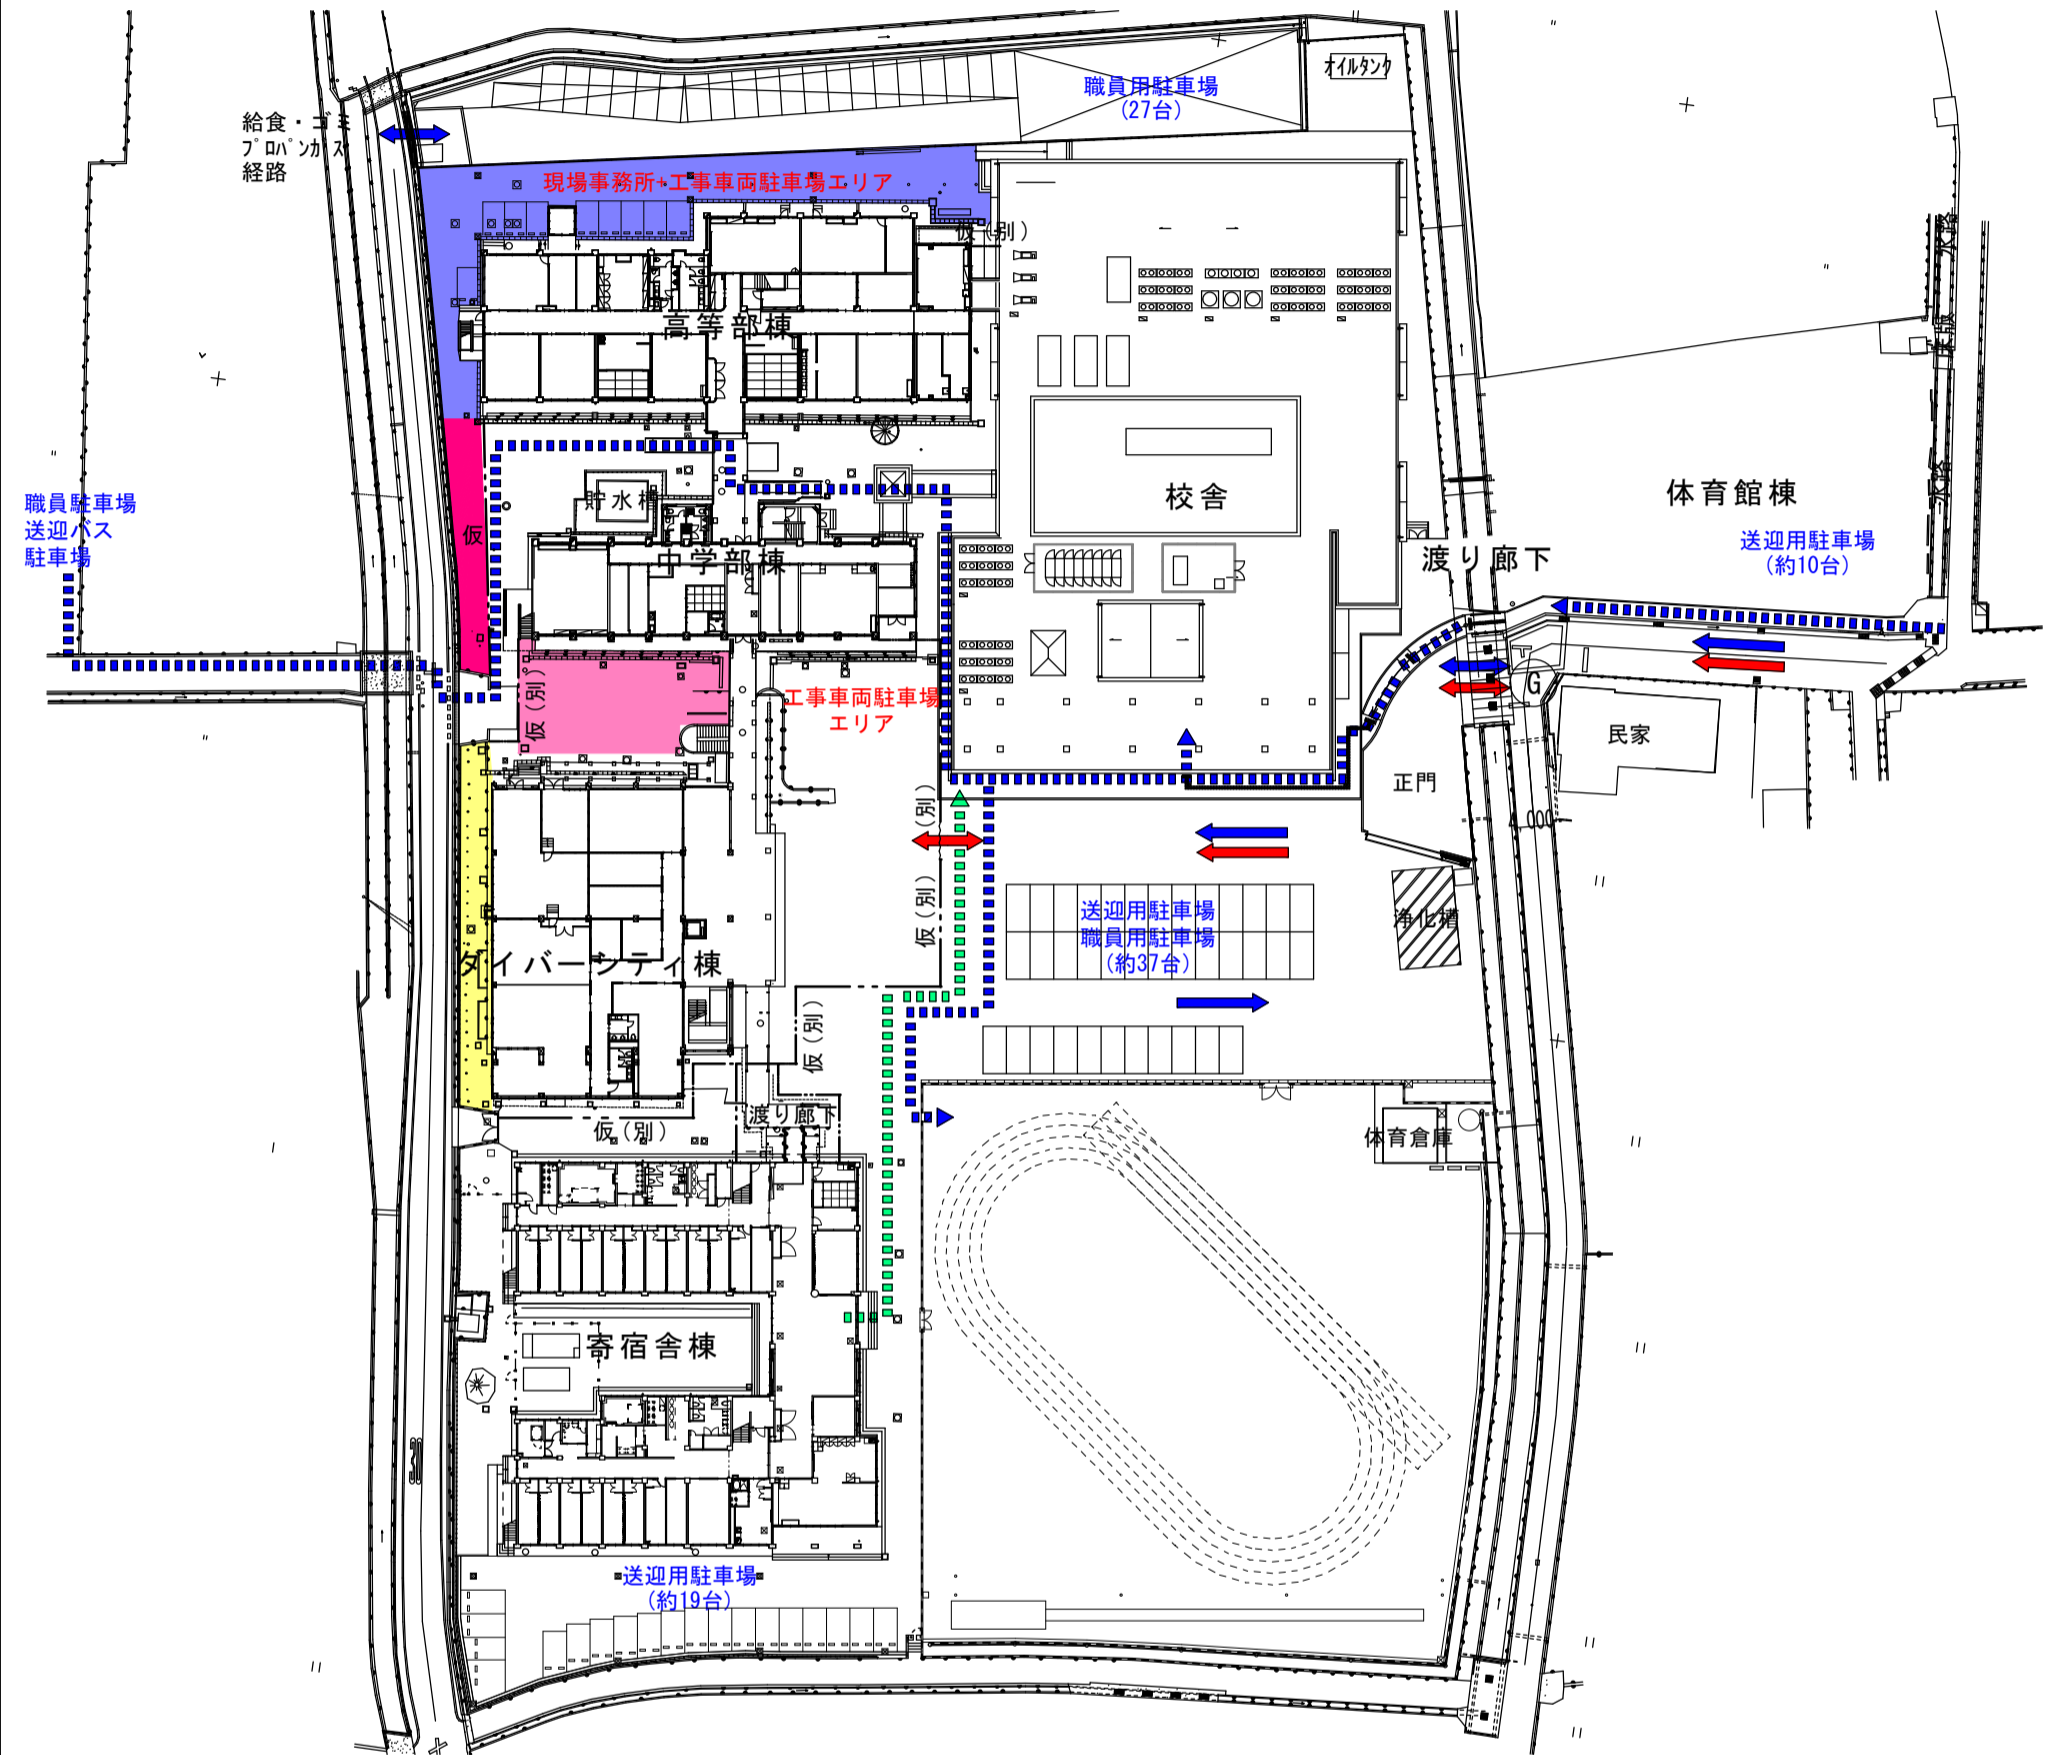 オイルタンク
職員用駐車場
(27台)
給食・ゴミ
プロパンガス
経路
現場事務所+工事車両駐車場エリア
仮(別)
高等部棟
水路
床版
水路
職員駐車場
送迎バス
駐車場
貯水槽
仮
校舎
体育館棟
送迎用駐車場
(約10台)
中学部棟
渡り廊下
仮(別)
工事車両駐車場
エリア
G
民家
正門
仮(別)
仮(別)
送迎用駐車場
職員用駐車場
(約37台)
浄化槽
ダイバーシティ棟
仮(別)
渡り廊下
仮(別)
体育倉庫
寄宿舎棟
送迎用駐車場
(約19台)